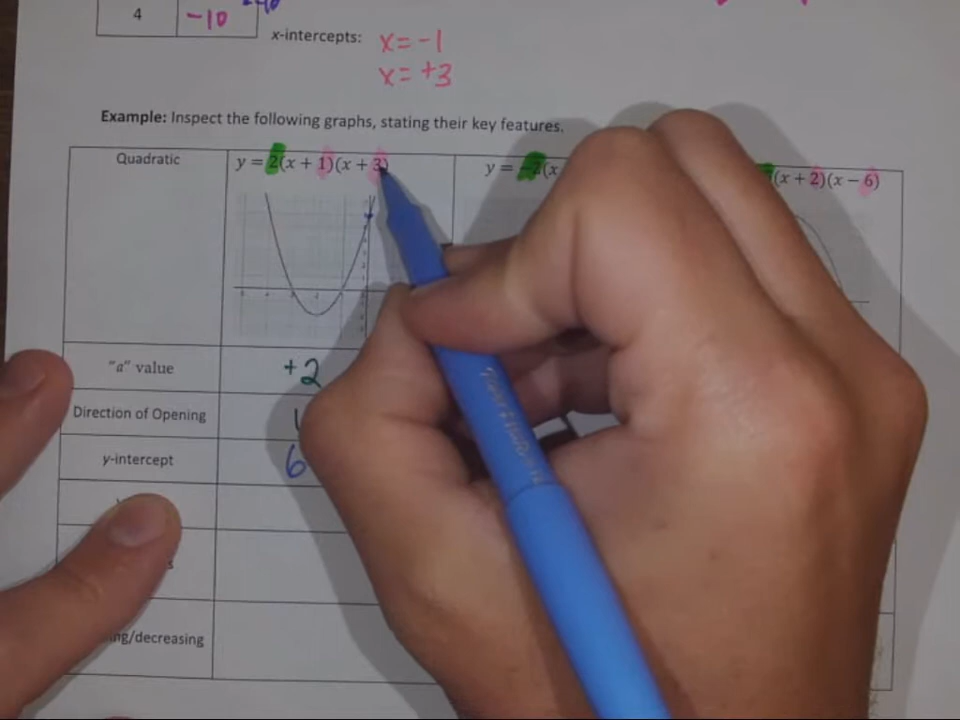 4 -10
x-intercepts: x = -1
x = +3
Example: Inspect the following graphs, stating their key features.
Quadratic y = 2(x + 1)(x + 3) y = -2(x (x + 2)(x − 6)
"a" value +2
Direction of Opening
y-intercept 6
ng/decreasing